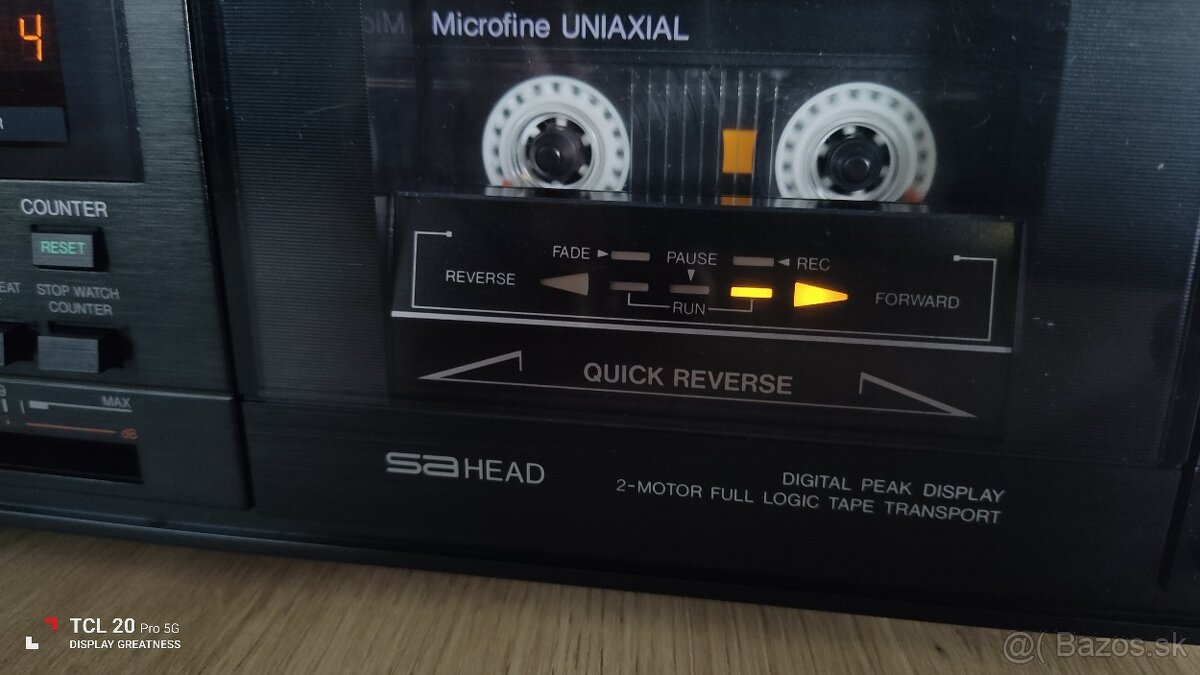 4
Microfine UNIAXIAL
COUNTER
RESET
STOP WATCH
COUNTER
MAX
dB
FADE
PAUSE
REC
REVERSE
RUN
FORWARD
QUICK REVERSE
sa HEAD
DIGITAL PEAK DISPLAY
2-MOTOR FULL LOGIC TAPE TRANSPORT
TCL 20 Pro 5G
DISPLAY GREATNESS
@( Bazos.sk